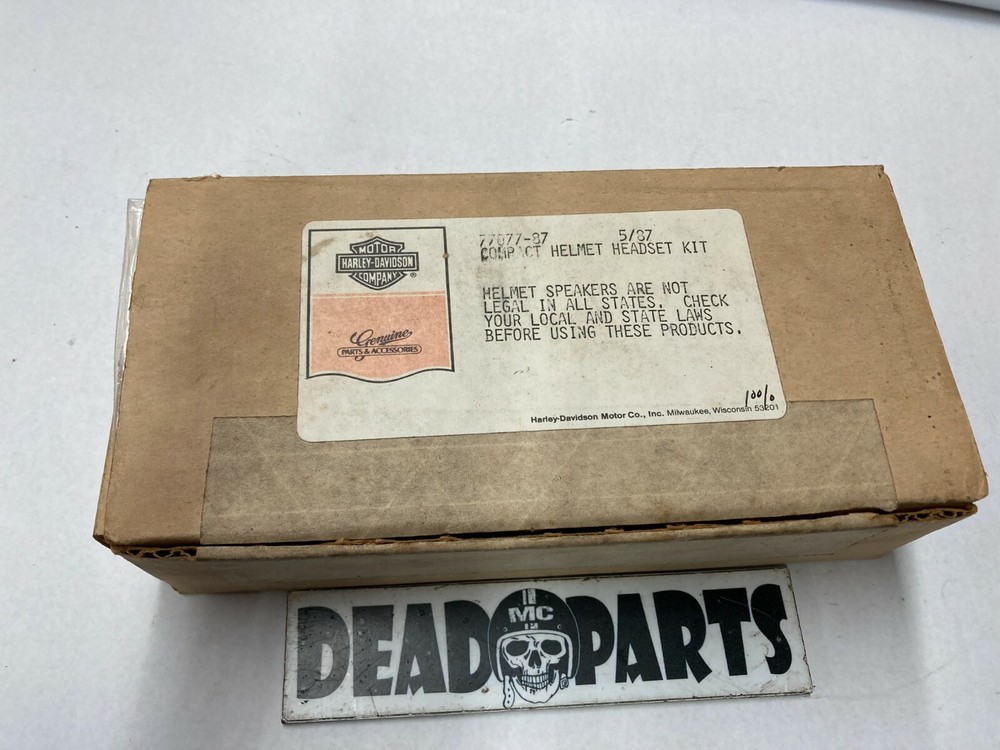 MOTOR
HARLEY-DAVIDSON
COMPANY
®
Genuine
PARTS & ACCESSORIES
77077-87 5/87
COMPACT HELMET HEADSET KIT
HELMET SPEAKERS ARE NOT
LEGAL IN ALL STATES. CHECK
YOUR LOCAL AND STATE LAWS
BEFORE USING THESE PRODUCTS.
Harley-Davidson Motor Co., Inc. Milwaukee, Wisconsin 53201
MC
DEAD PARTS